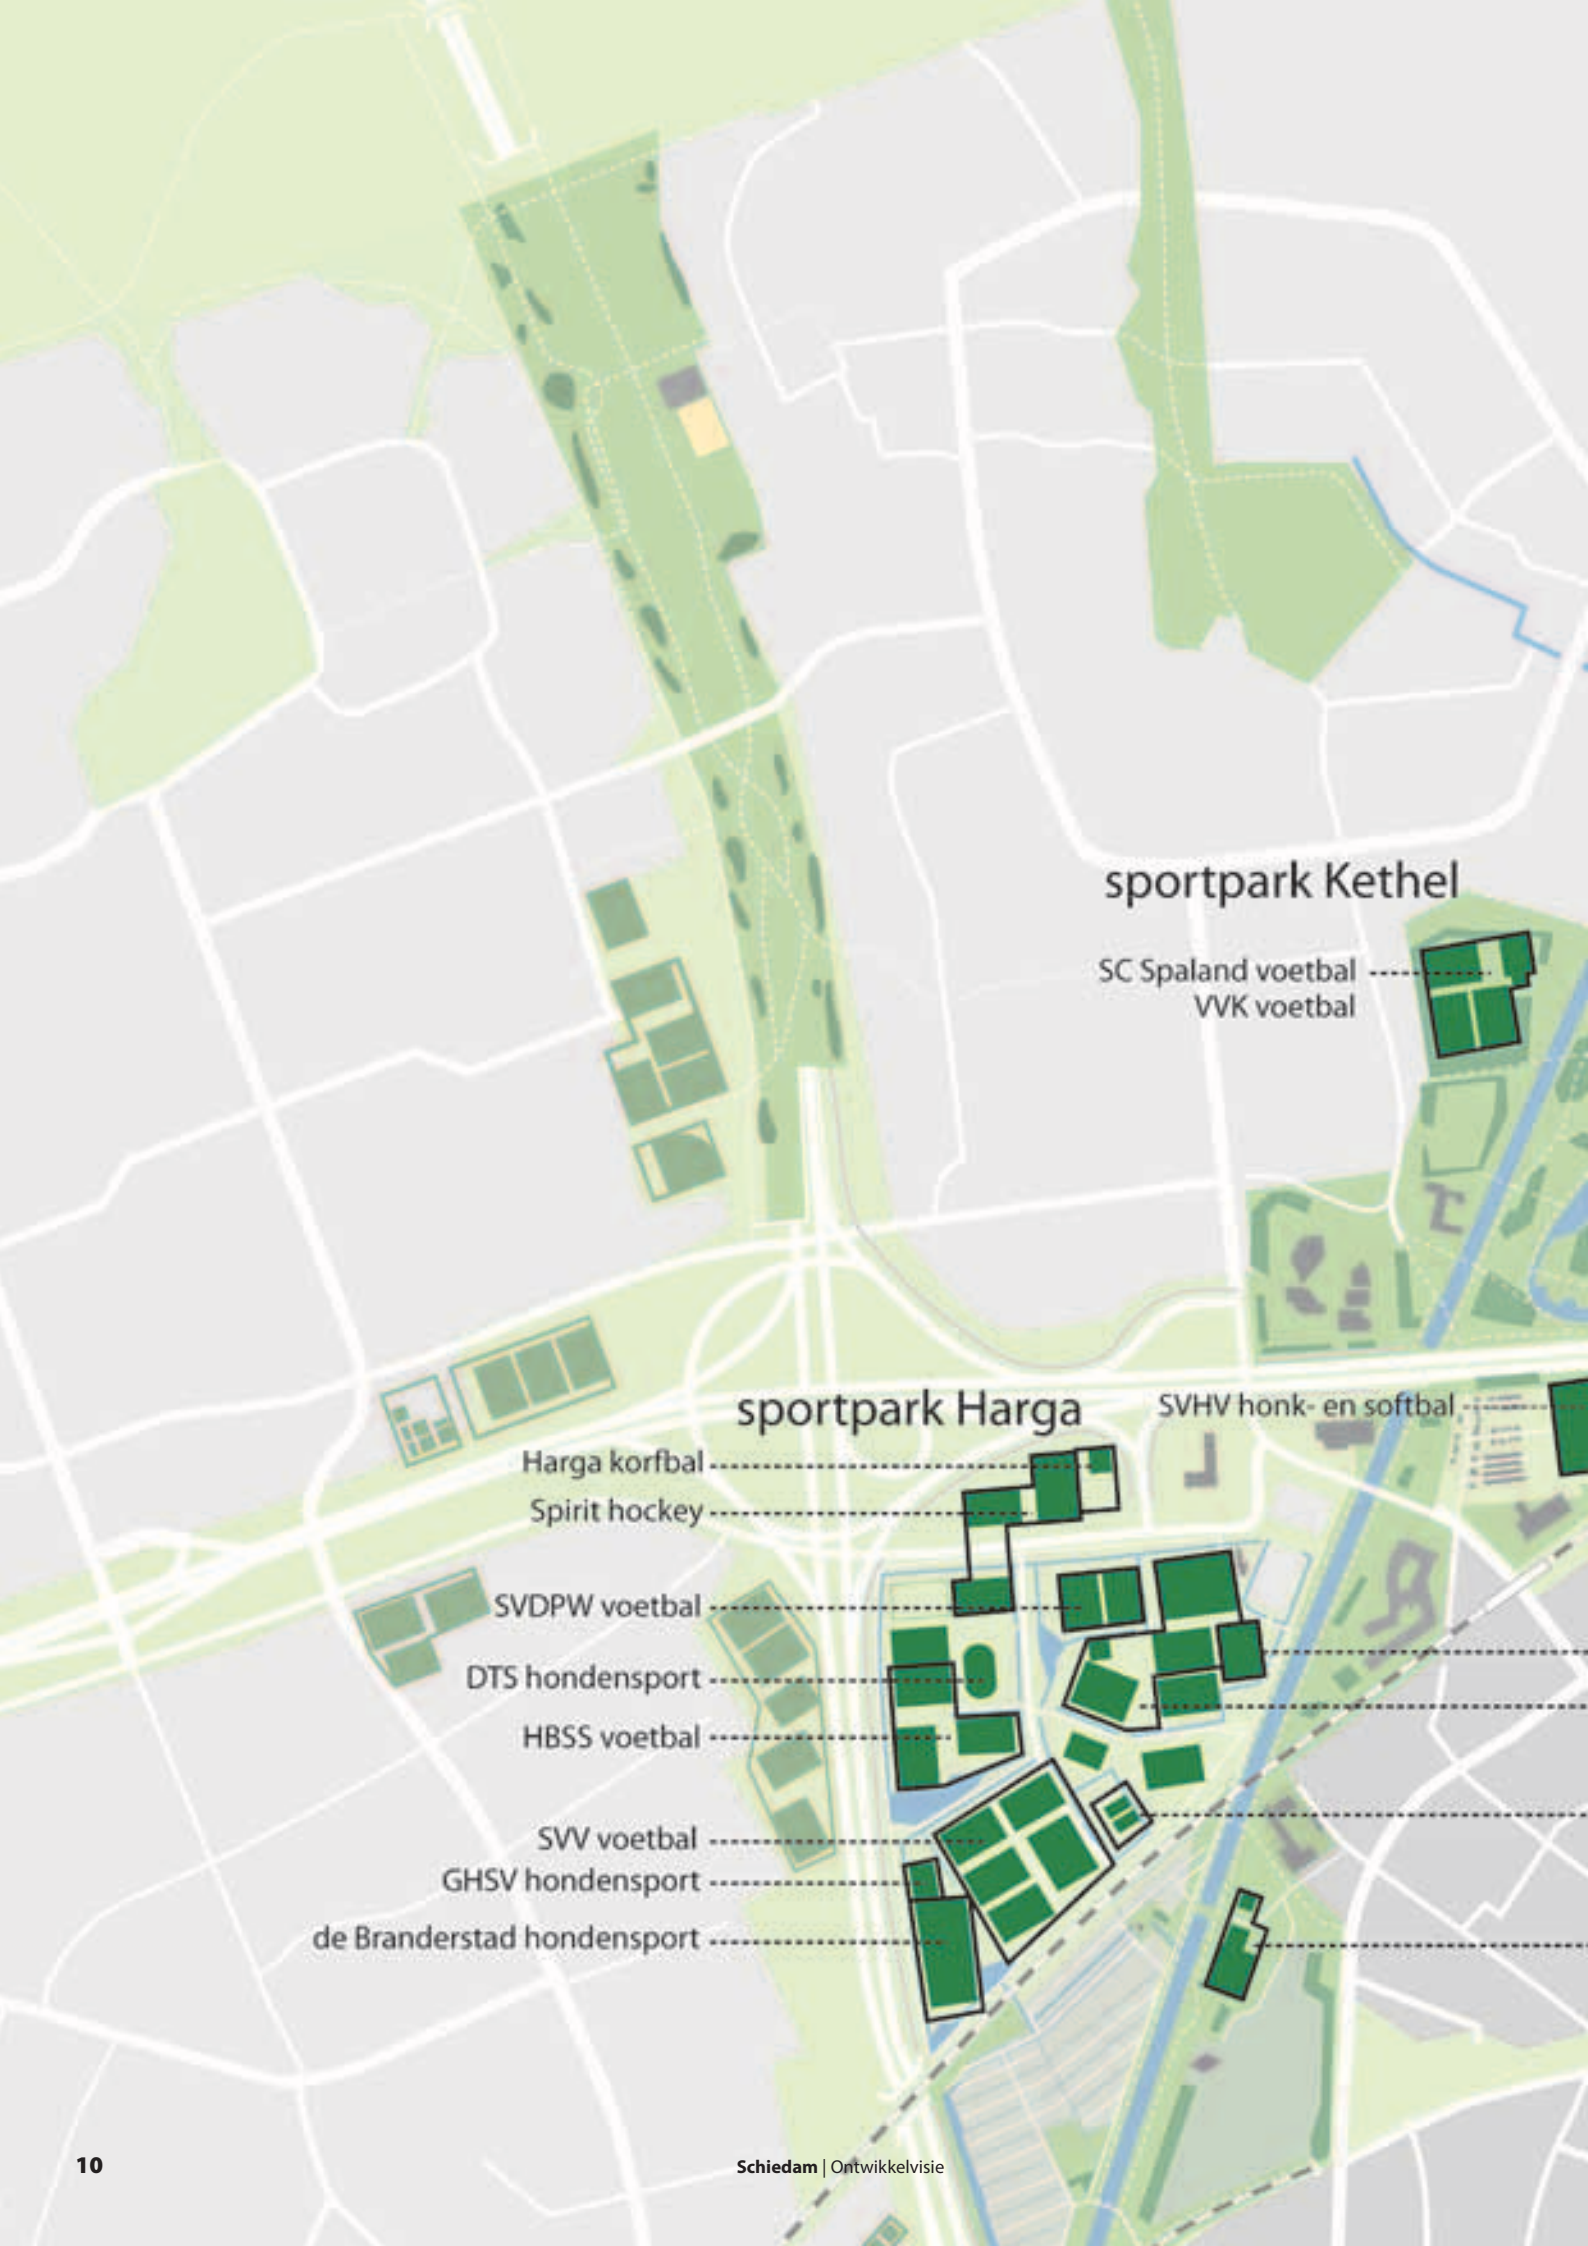 sportpark Kethel
SC Spaland voetbal
VVK voetbal
sportpark Harga
SVHV honk- en softbal
Harga korfbal
Spirit hockey
SVDPW voetbal
DTS hondensport
HBSS voetbal
SVV voetbal
GHSV hondensport
de Branderstad hondensport
10
Schiedam | Ontwikkelvisie